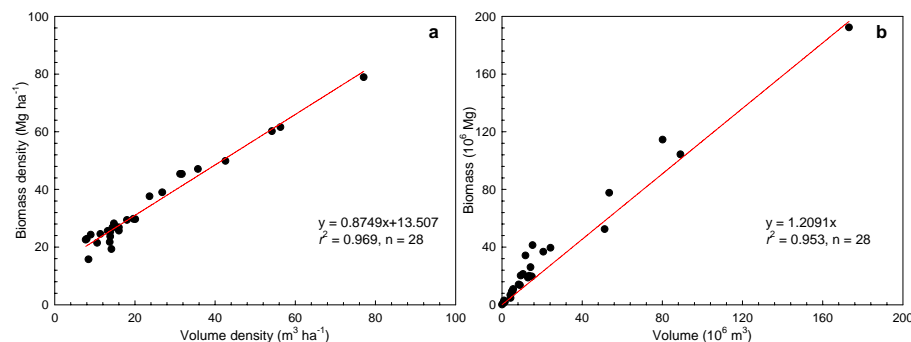 a
Biomass density (Mg ha⁻¹)
100
80
60
40
20
0
y = 0.8749x+13.507
r² = 0.969, n = 28
0 20 40 60 80 100
Volume density (m³ ha⁻¹)
b
Biomass (10⁶ Mg)
200
160
120
80
40
0
y = 1.2091x
r² = 0.953, n = 28
0 40 80 120 160 200
Volume (10⁶ m³)